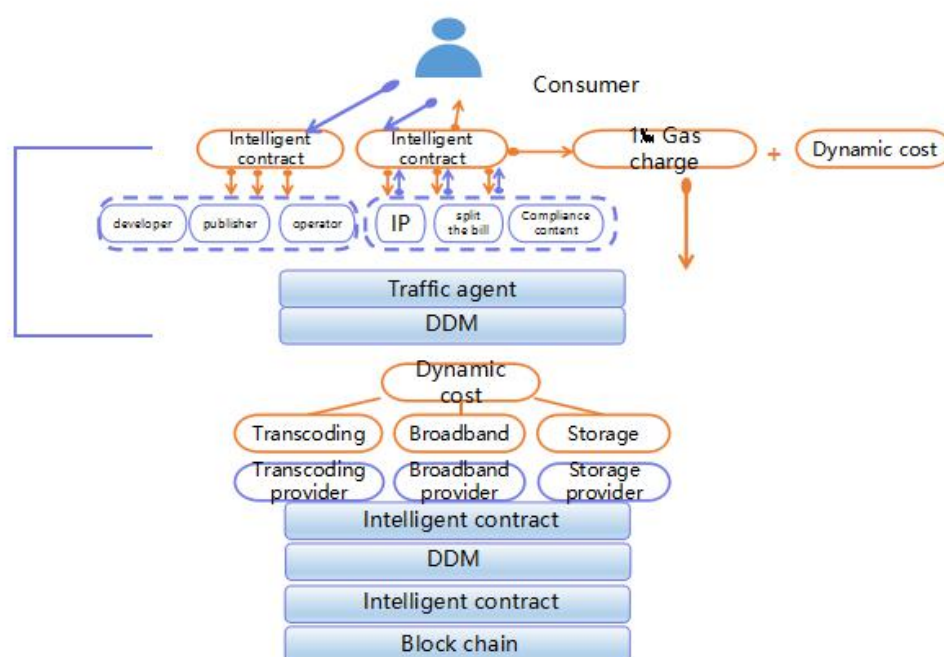 Consumer
Intelligent
contract
Intelligent
contract
1‰ Gas
charge
+
Dynamic cost
developer
publisher
operator
IP
split
the bill
Compliance
content
Traffic agent
DDM
Dynamic
cost
Transcoding
Broadband
Storage
Transcoding
provider
Broadband
provider
Storage
provider
Intelligent contract
DDM
Intelligent contract
Block chain